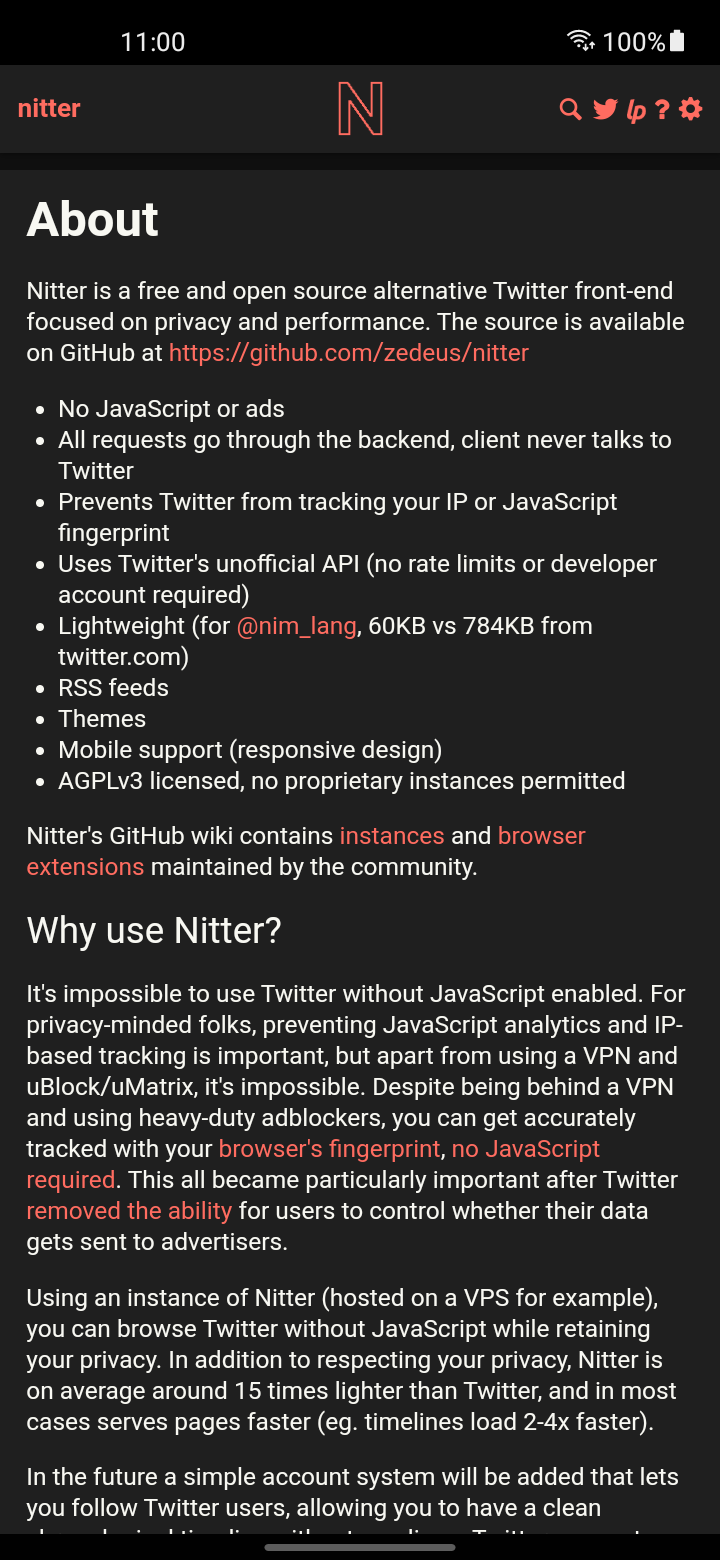 11:00
100%
nitter
N
lp
?
About
Nitter is a free and open source alternative Twitter front-end
focused on privacy and performance. The source is available
on GitHub at https://github.com/zedeus/nitter
• No JavaScript or ads
• All requests go through the backend, client never talks to
Twitter
• Prevents Twitter from tracking your IP or JavaScript
fingerprint
• Uses Twitter's unofficial API (no rate limits or developer
account required)
• Lightweight (for @nim_lang, 60KB vs 784KB from
twitter.com)
• RSS feeds
• Themes
• Mobile support (responsive design)
• AGPLv3 licensed, no proprietary instances permitted
Nitter's GitHub wiki contains instances and browser
extensions maintained by the community.
Why use Nitter?
It's impossible to use Twitter without JavaScript enabled. For
privacy-minded folks, preventing JavaScript analytics and IP-
based tracking is important, but apart from using a VPN and
uBlock/uMatrix, it's impossible. Despite being behind a VPN
and using heavy-duty adblockers, you can get accurately
tracked with your browser's fingerprint, no JavaScript
required. This all became particularly important after Twitter
removed the ability for users to control whether their data
gets sent to advertisers.
Using an instance of Nitter (hosted on a VPS for example),
you can browse Twitter without JavaScript while retaining
your privacy. In addition to respecting your privacy, Nitter is
on average around 15 times lighter than Twitter, and in most
cases serves pages faster (eg. timelines load 2-4x faster).
In the future a simple account system will be added that lets
you follow Twitter users, allowing you to have a clean